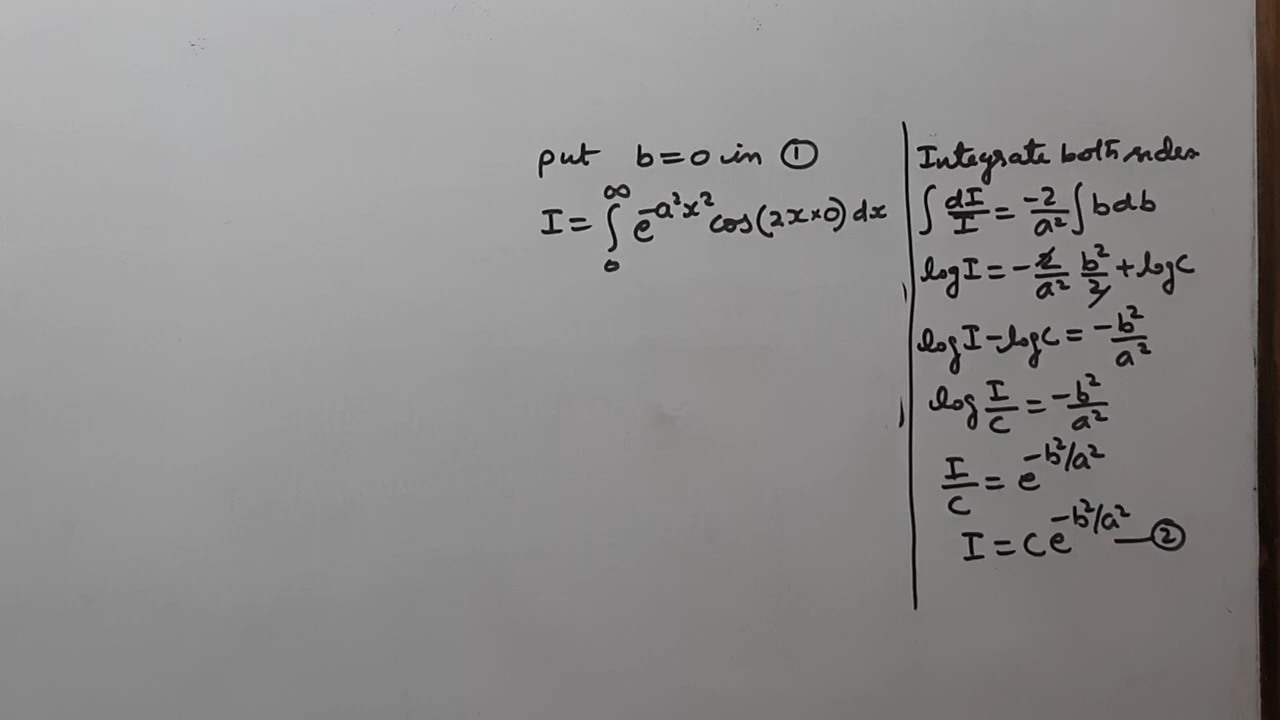 put b=0 in ①
I = ∫₀^∞ e^{-a²x²} cos(2x×0) dx
Integrate both sides
∫ dI/I = -2/a² ∫ b db
log I = -2/a² b²/2 + log C
log I - log C = -b²/a²
log I/C = -b²/a²
I/C = e^{-b²/a²}
I = C e^{-b²/a²} — ②